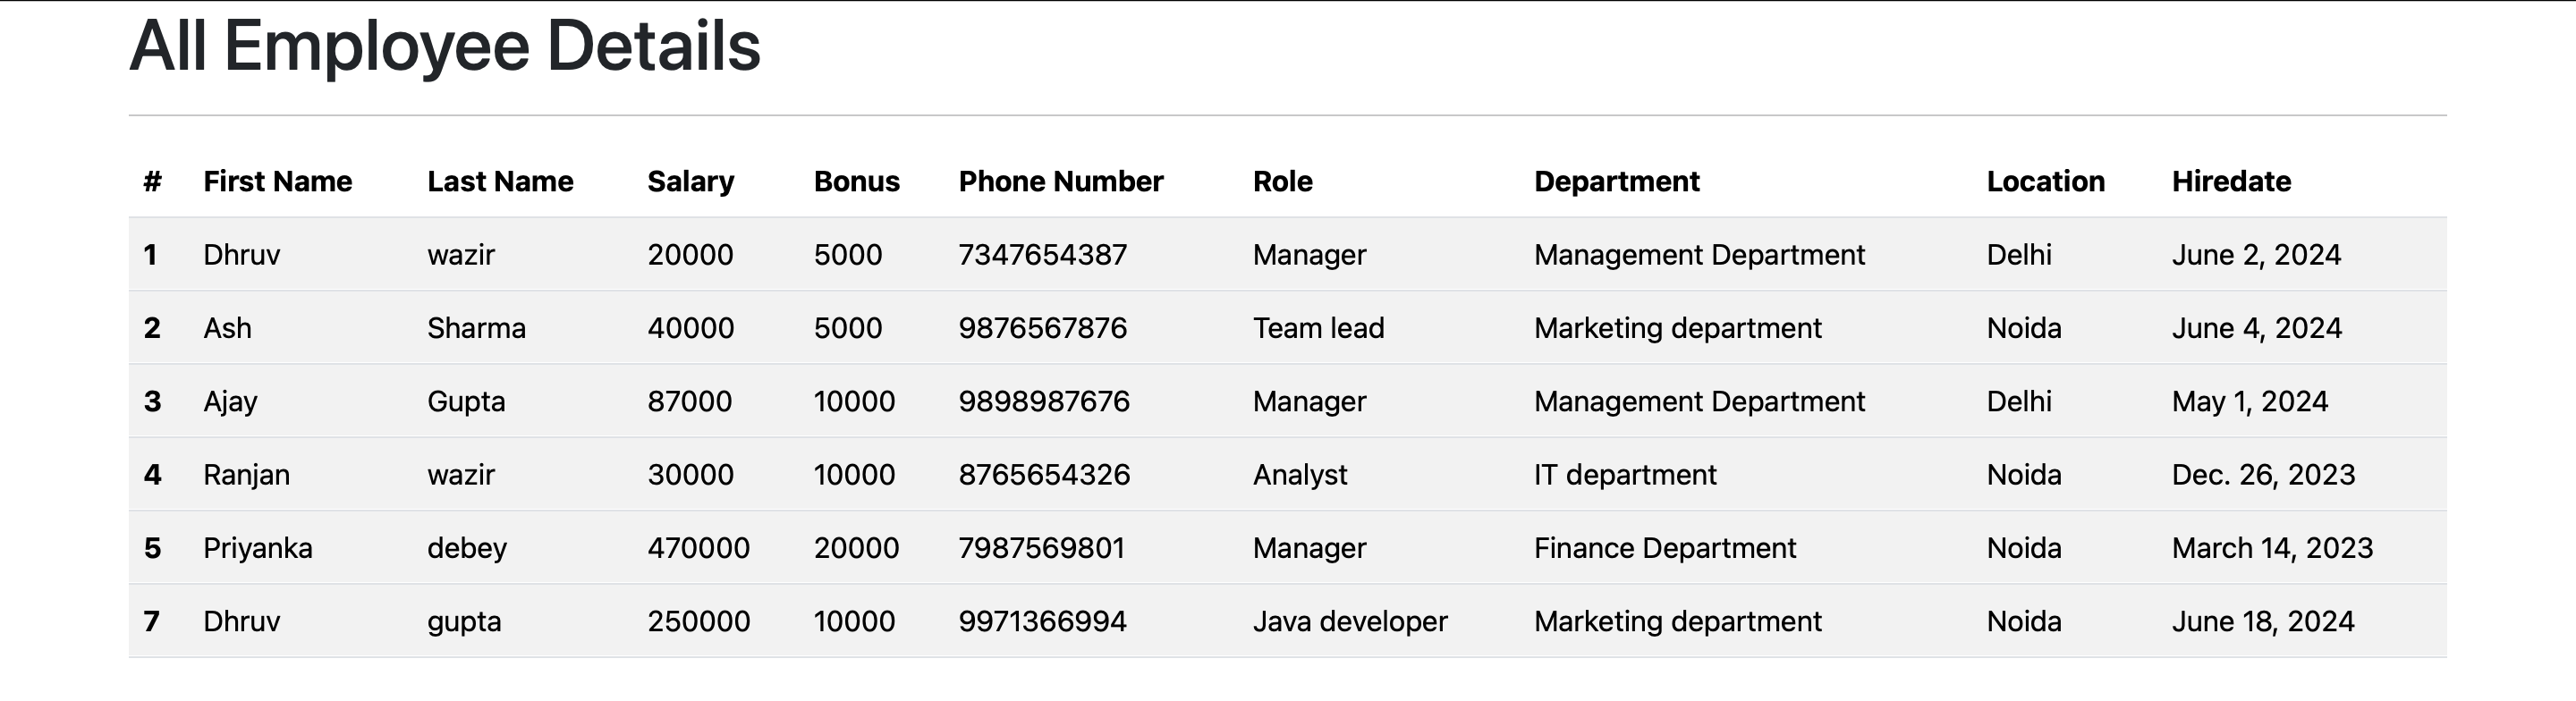 All Employee Details
# First Name Last Name Salary Bonus Phone Number Role Department Location Hiredate
1 Dhruv wazir 20000 5000 7347654387 Manager Management Department Delhi June 2, 2024
2 Ash Sharma 40000 5000 9876567876 Team lead Marketing department Noida June 4, 2024
3 Ajay Gupta 87000 10000 9898987676 Manager Management Department Delhi May 1, 2024
4 Ranjan wazir 30000 10000 8765654326 Analyst IT department Noida Dec. 26, 2023
5 Priyanka debey 470000 20000 7987569801 Manager Finance Department Noida March 14, 2023
7 Dhruv gupta 250000 10000 9971366994 Java developer Marketing department Noida June 18, 2024